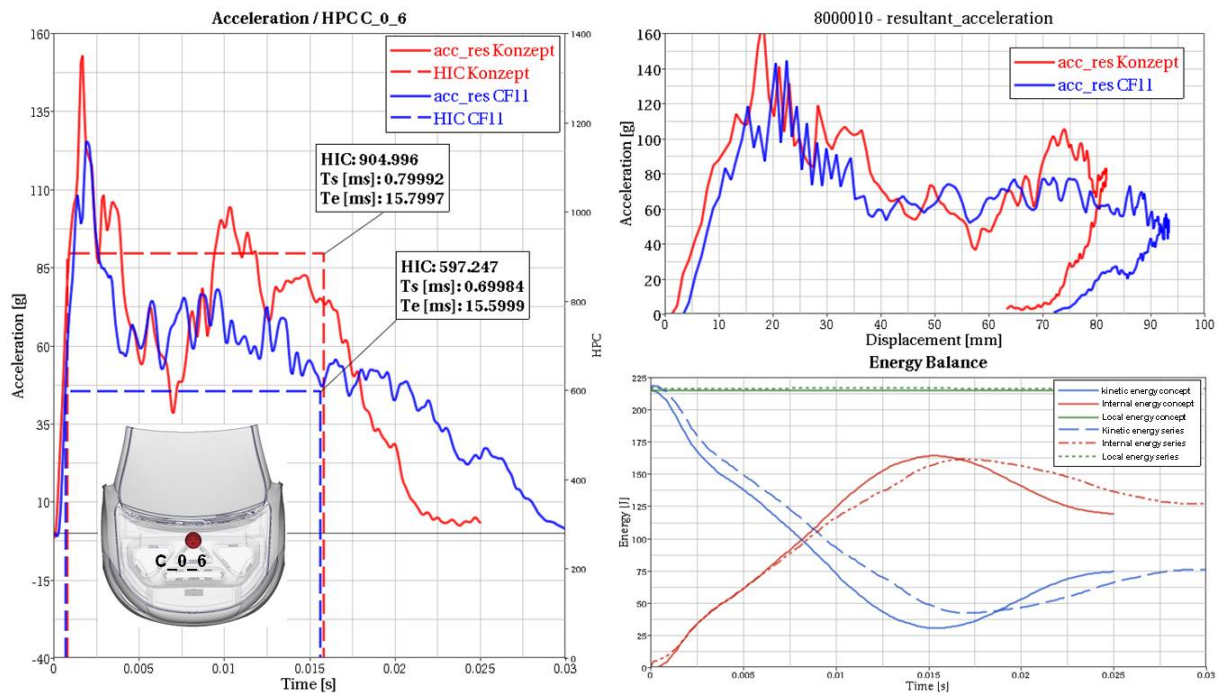 Acceleration / HPC C_0_6
160
135
110
85
60
35
10
-15
-40
Acceleration [g]
1400
1200
1000
800
600
400
200
0
HPC
acc_res Konzept
HIC Konzept
acc_res CF11
HIC CF11
HIC: 904.996
Ts [ms]: 0.79992
Te [ms]: 15.7997
HIC: 597.247
Ts [ms]: 0.69984
Te [ms]: 15.5999
C_0_6
0 0.005 0.01 0.015 0.02 0.025 0.03
Time [s]
8000010 - resultant_acceleration
160
140
120
100
80
60
40
20
0
Acceleration [g]
acc_res Konzept
acc_res CF11
0 10 20 30 40 50 60 70 80 90 100
Displacement [mm]
Energy Balance
225
200
175
150
125
100
75
50
25
0
Energy [J]
kinetic energy concept
Internal energy concept
Local energy concept
Kinetic energy series
Internal energy series
Local energy series
0 0.005 0.01 0.015 0.02 0.025 0.03
Time [s]